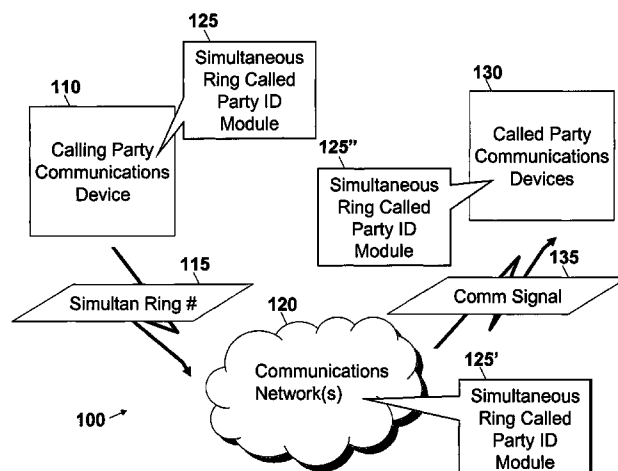 125
Simultaneous
Ring Called
Party ID
Module
110
Calling Party
Communications
Device
130
Called Party
Communications
Devices
125"
Simultaneous
Ring Called
Party ID
Module
115
Simultan Ring #
135
Comm Signal
120
Communications
Network(s)
125'
Simultaneous
Ring Called
Party ID
Module
100